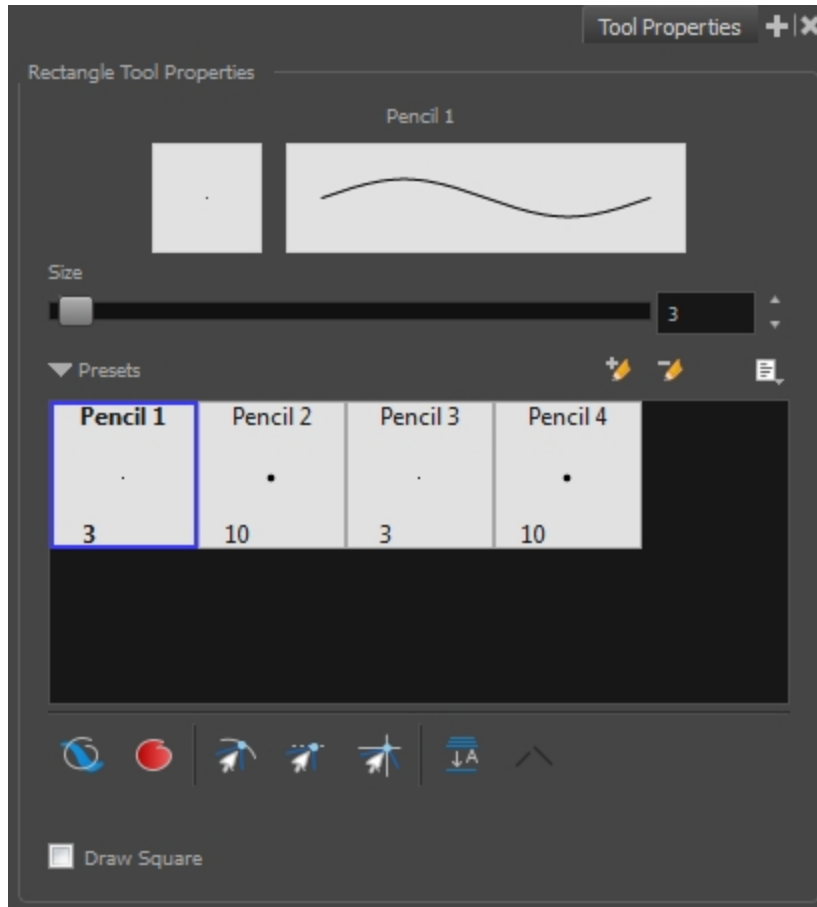 Tool Properties
Rectangle Tool Properties
Pencil 1
Size
3
Presets
Pencil 1 Pencil 2 Pencil 3 Pencil 4
3 10 3 10
A
Draw Square